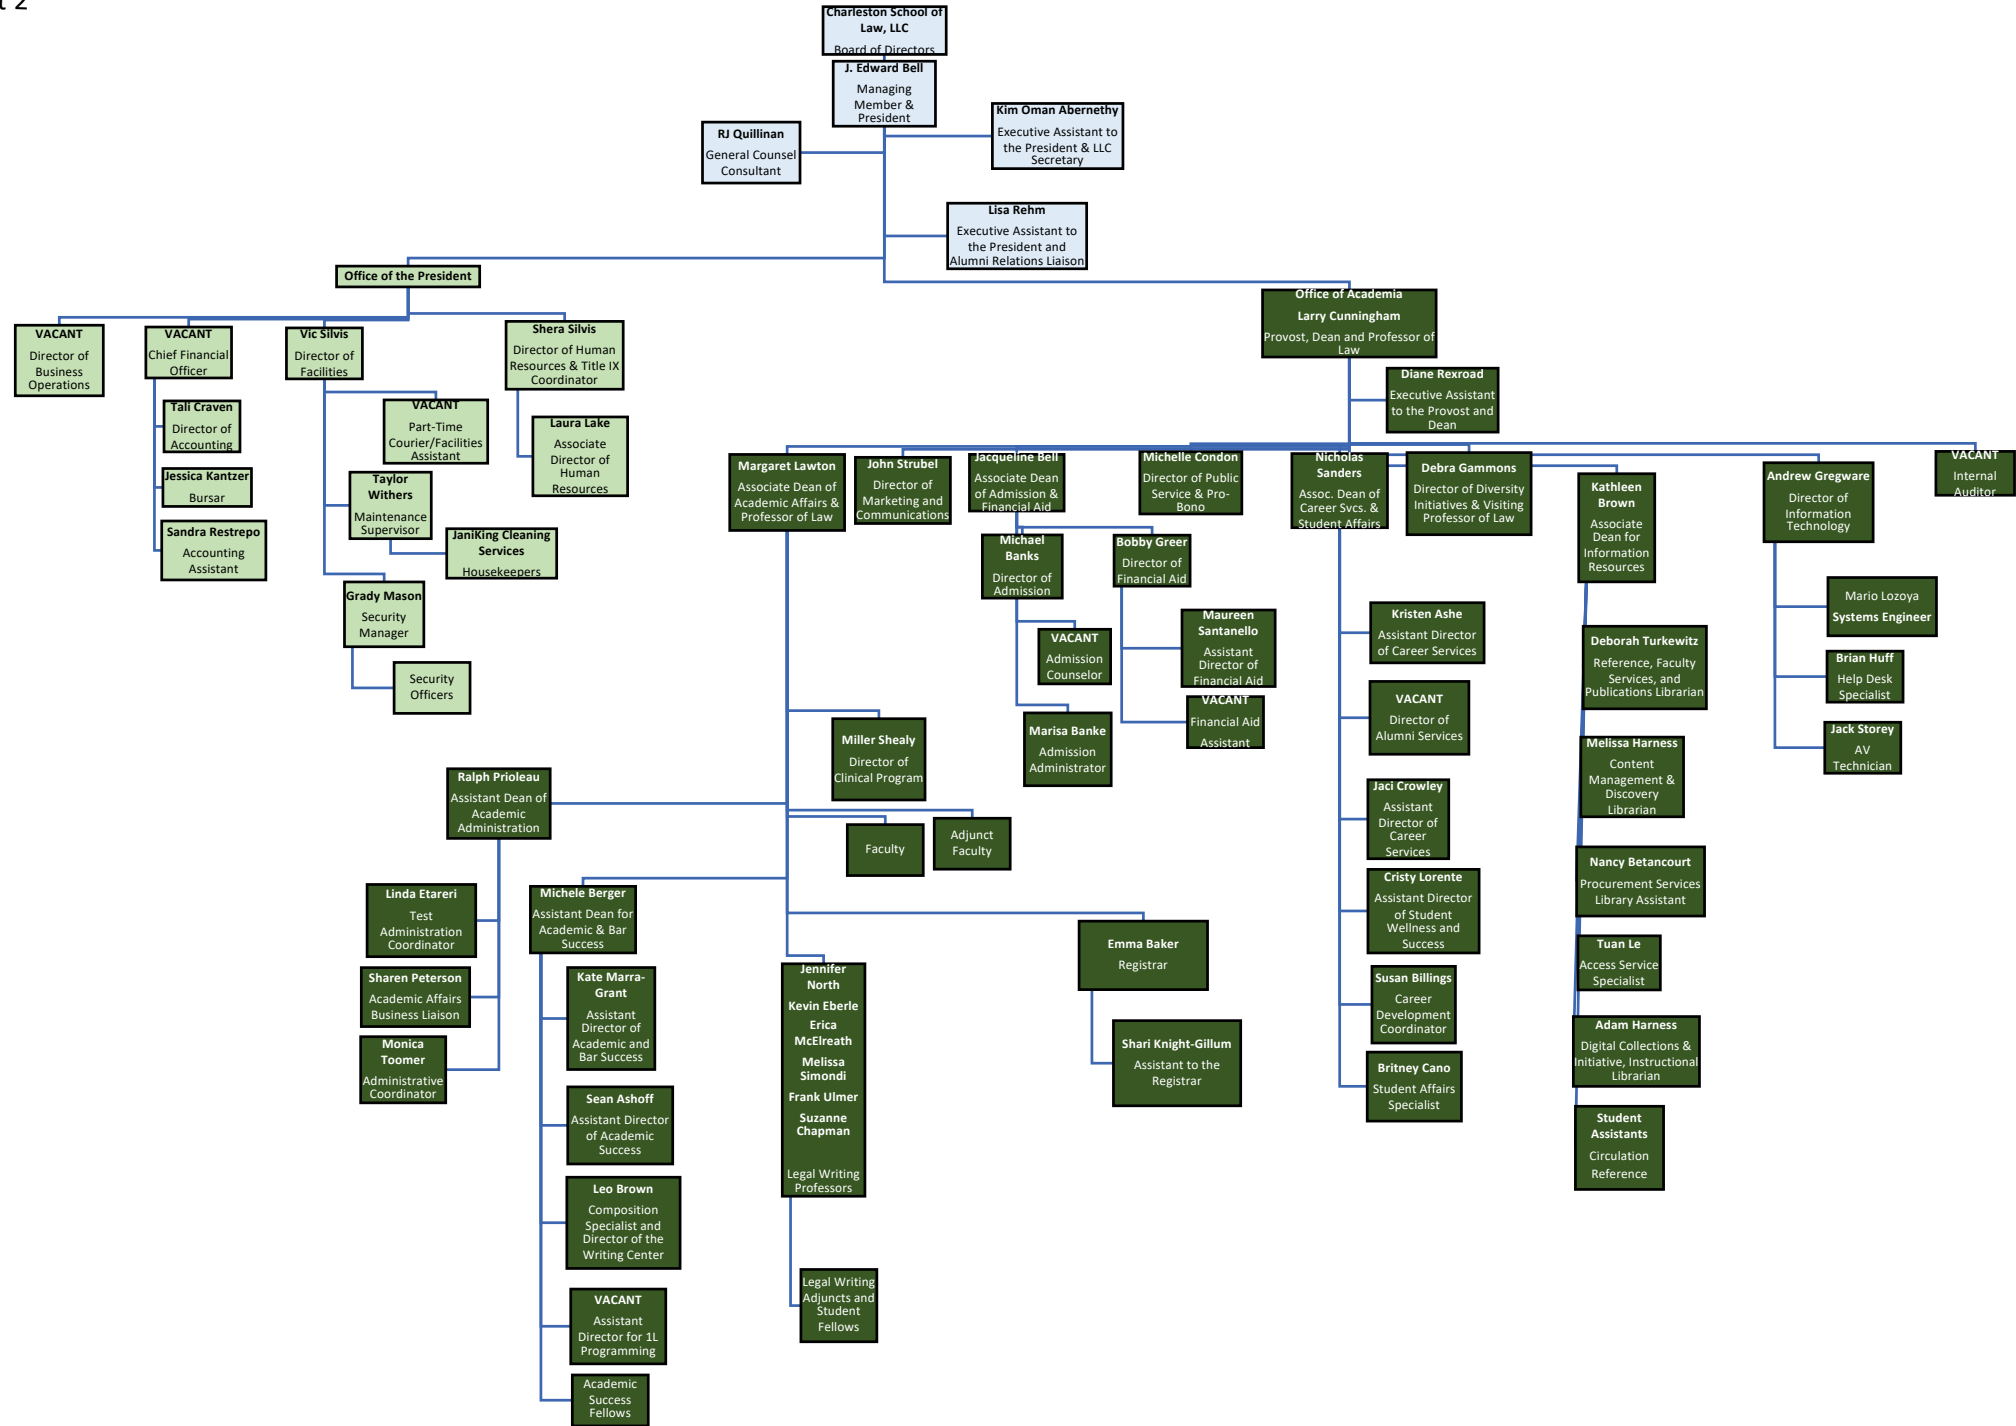 t 2
Charleston School of
Law, LLC
Board of Directors
J. Edward Bell
Managing
Member &
President
Kim Oman Abernethy
Executive Assistant to
the President & LLC
Secretary
RJ Quillinan
General Counsel
Consultant
Lisa Rehm
Executive Assistant to
the President and
Alumni Relations Liaison
Office of the President
Office of Academia
Larry Cunningham
Provost, Dean and Professor of
Law
Diane Rexroad
Executive Assistant
to the Provost and
Dean
VACANT
Director of
Business
Operations
VACANT
Chief Financial
Officer
Tali Craven
Director of
Accounting
Jessica Kantzer
Bursar
Sandra Restrepo
Accounting
Assistant
Vic Silvis
Director of
Facilities
VACANT
Part-Time
Courier/Facilities
Assistant
Taylor
Withers
Maintenance
Supervisor
JaniKing Cleaning
Services
Housekeepers
Grady Mason
Security
Manager
Security
Officers
Shera Silvis
Director of Human
Resources & Title IX
Coordinator
Laura Lake
Associate
Director of
Human
Resources
Margaret Lawton
Associate Dean of
Academic Affairs &
Professor of Law
John Strubel
Director of
Marketing and
Communications
Jacqueline Bell
Associate Dean
of Admission &
Financial Aid
Michelle Condon
Director of Public
Service & Pro-
Bono
Nicholas
Sanders
Assoc. Dean of
Career Svcs. &
Student Affairs
Debra Gammons
Director of Diversity
Initiatives & Visiting
Professor of Law
Kathleen
Brown
Associate
Dean for
Information
Resources
Andrew Gregware
Director of
Information
Technology
VACANT
Internal
Auditor
Michael
Banks
Director of
Admission
Bobby Greer
Director of
Financial Aid
VACANT
Admission
Counselor
Marisa Banke
Admission
Administrator
Maureen
Santanello
Assistant
Director of
Financial Aid
VACANT
Financial Aid
Assistant
Miller Shealy
Director of
Clinical Program
Faculty
Adjunct
Faculty
Ralph Prioleau
Assistant Dean of
Academic
Administration
Linda Etareri
Test
Administration
Coordinator
Sharen Peterson
Academic Affairs
Business Liaison
Monica
Toomer
Administrative
Coordinator
Michele Berger
Assistant Dean for
Academic & Bar
Success
Kate Marra-
Grant
Assistant
Director of
Academic and
Bar Success
Sean Ashoff
Assistant Director
of Academic
Success
Leo Brown
Composition
Specialist and
Director of the
Writing Center
VACANT
Assistant
Director for 1L
Programming
Academic
Success
Fellows
Jennifer
North
Kevin Eberle
Erica
McElreath
Melissa
Simondi
Frank Ulmer
Suzanne
Chapman
Legal Writing
Professors
Legal Writing
Adjuncts and
Student
Fellows
Emma Baker
Registrar
Shari Knight-Gillum
Assistant to the
Registrar
Kristen Ashe
Assistant Director
of Career Services
VACANT
Director of
Alumni Services
Jaci Crowley
Assistant
Director of
Career
Services
Cristy Lorente
Assistant Director
of Student
Wellness and
Success
Susan Billings
Career
Development
Coordinator
Britney Cano
Student Affairs
Specialist
Deborah Turkewitz
Reference, Faculty
Services, and
Publications Librarian
Melissa Harness
Content
Management &
Discovery
Librarian
Nancy Betancourt
Procurement Services
Library Assistant
Tuan Le
Access Service
Specialist
Adam Harness
Digital Collections &
Initiative, Instructional
Librarian
Student
Assistants
Circulation
Reference
Mario Lozoya
Systems Engineer
Brian Huff
Help Desk
Specialist
Jack Storey
AV
Technician